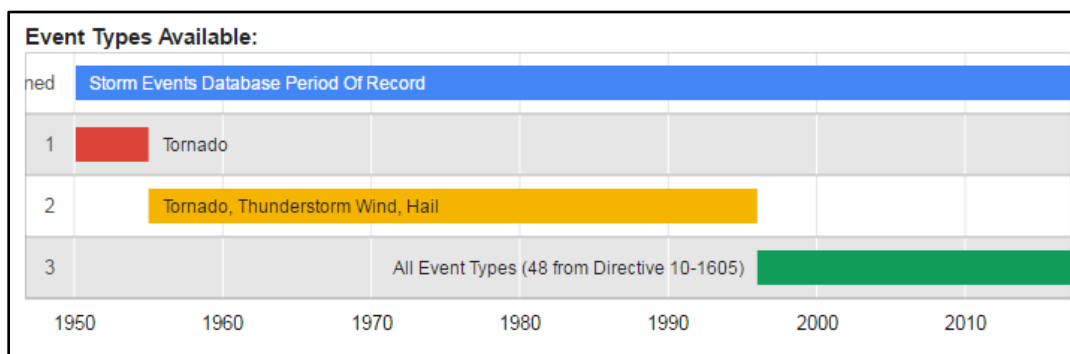 Event Types Available:
ned Storm Events Database Period Of Record
1 Tornado
2 Tornado, Thunderstorm Wind, Hail
3 All Event Types (48 from Directive 10-1605)
1950 1960 1970 1980 1990 2000 2010